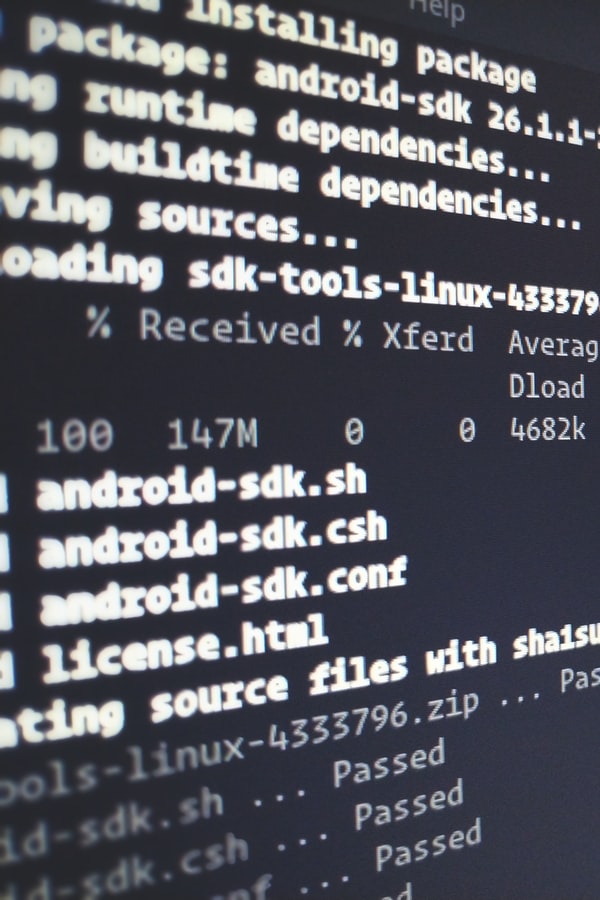 Help
installing package
package: android-sdk 26.1.1-
ng runtime dependencies...
ng buildtime dependencies...
ving sources...
oading sdk-tools-linux-433379
% Received % Xferd Averag
Dload
100 147M 0 0 4682k
android-sdk.sh
android-sdk.csh
android-sdk.conf
license.html
ating source files with shaisu
ools-linux-4333796.zip ... Pas
id-sdk.sh ... Passed
d-sdk.csh ... Passed
nf ... Passed